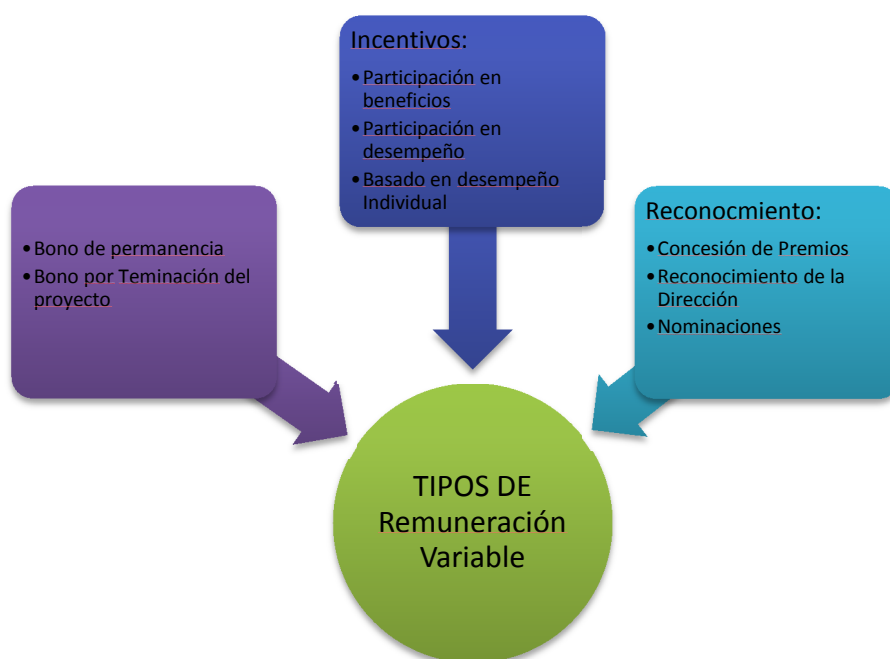 Incentivos:
•Participación en
beneficios
•Participación en
desempeño
•Basado en desempeño
Individual
•Bono de permanencia
•Bono por Teminación del
proyecto
Reconocmiento:
•Concesión de Premios
•Reconocimiento de la
Dirección
•Nominaciones
TIPOS DE
Remuneración
Variable